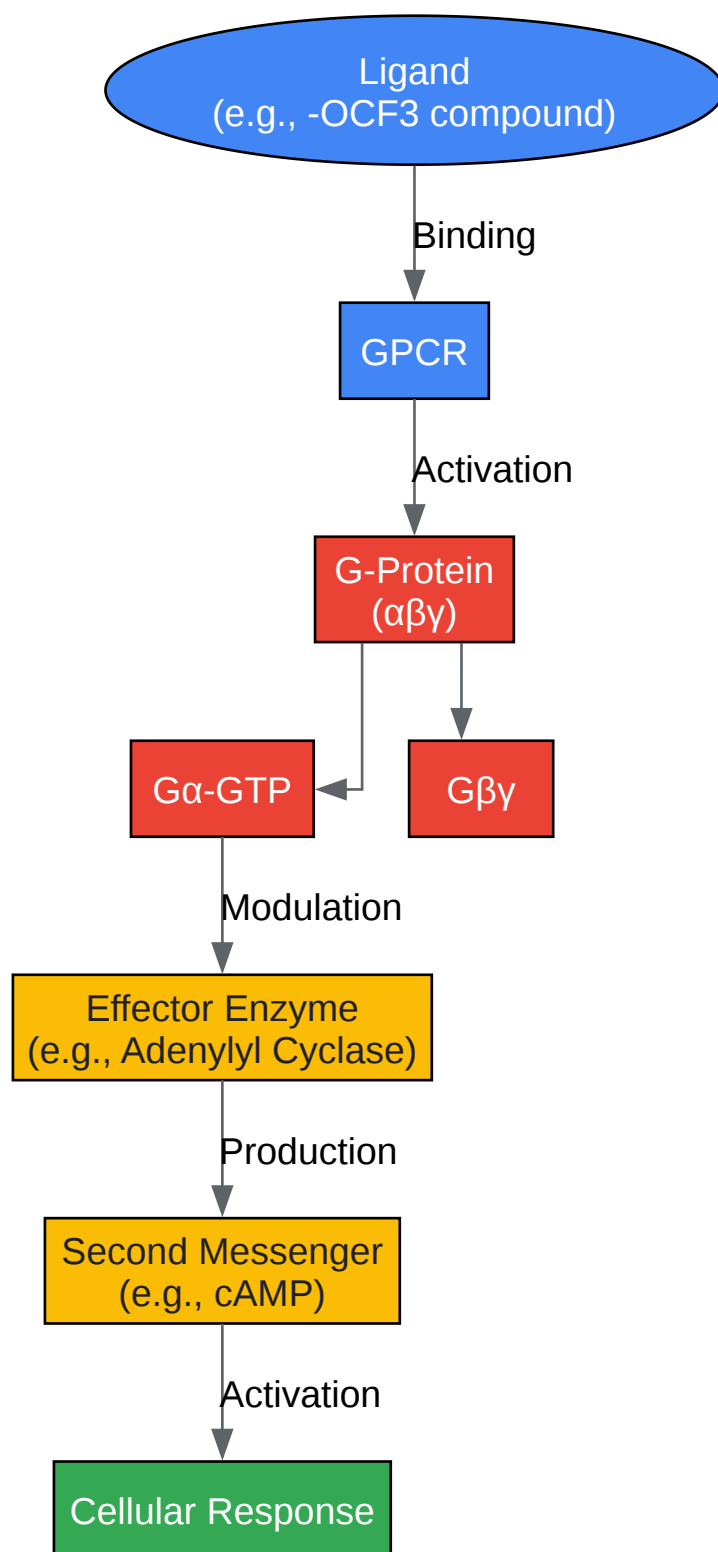 Ligand
(e.g., -OCF3 compound)
Binding
GPCR
Activation
G-Protein
(αβγ)
Gα-GTP
Gβγ
Modulation
Effector Enzyme
(e.g., Adenylyl Cyclase)
Production
Second Messenger
(e.g., cAMP)
Activation
Cellular Response